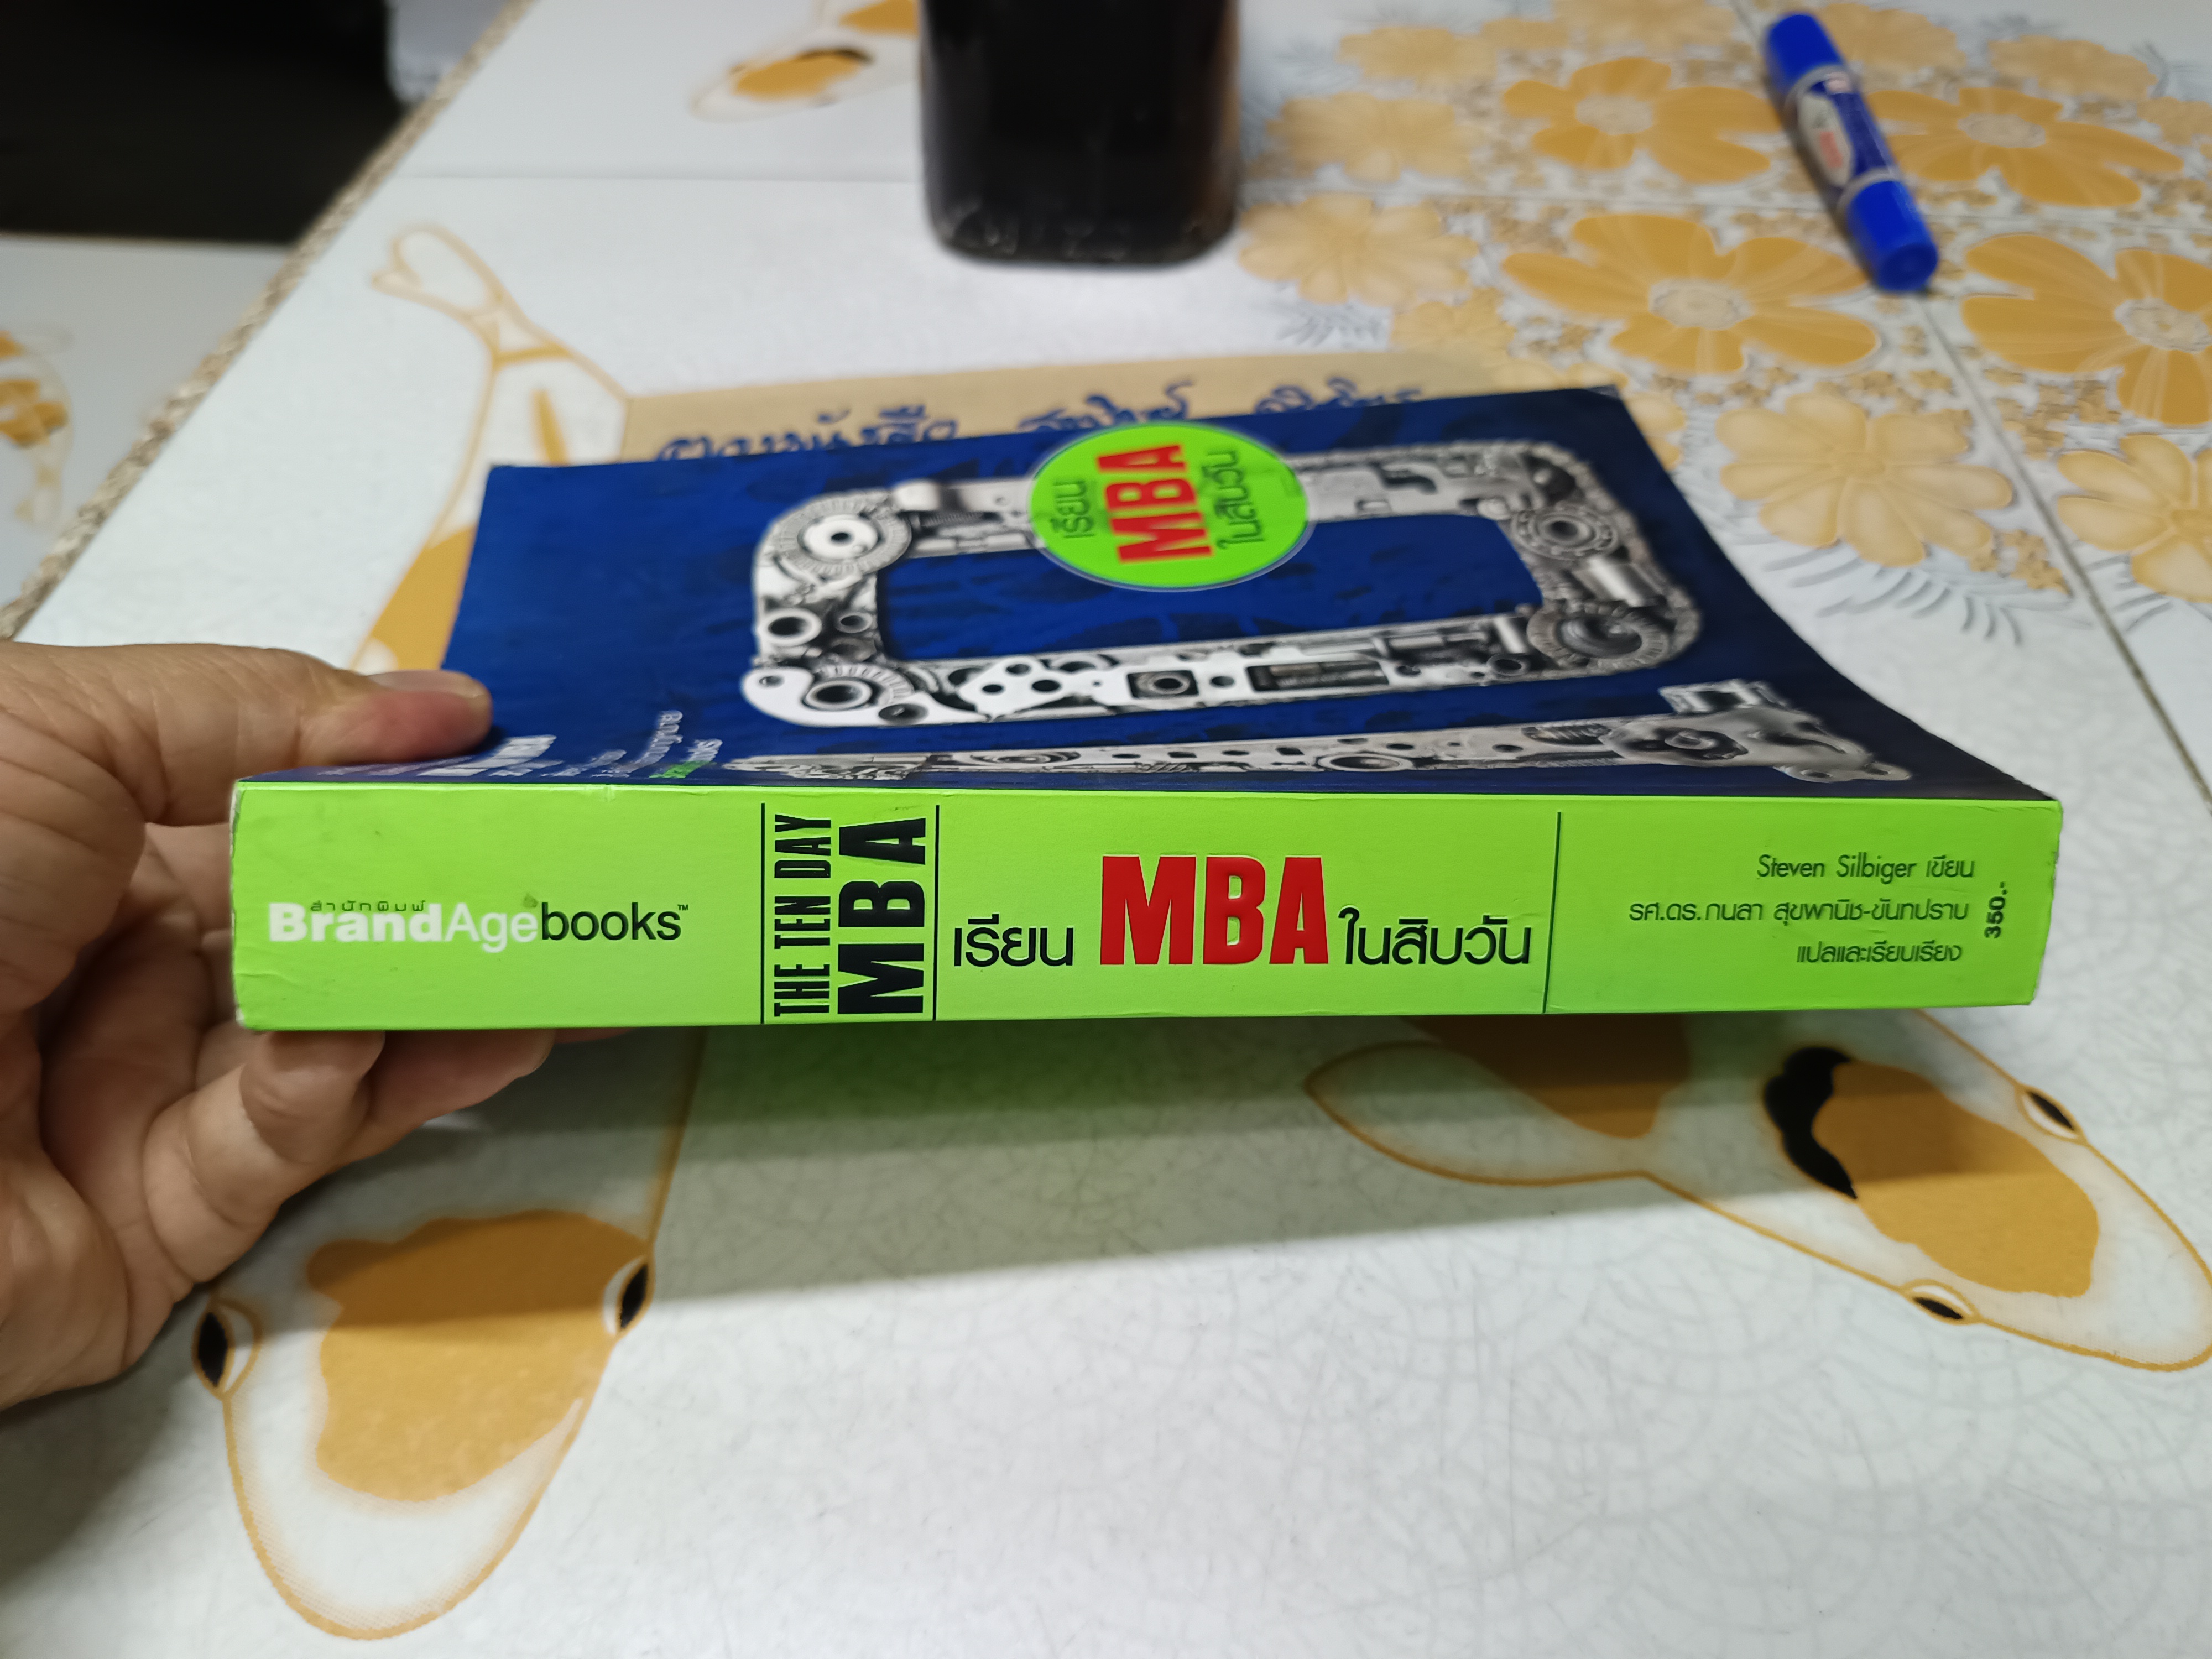 เรียน
MBA
ในสิบวัน
สำนักพิมพ์
BrandAgebooks™
THE TEN DAY
MBA
เรียน MBA ในสิบวัน
Steven Silbiger เขียน
รศ.ดร.กนลา สุขพานิช-ขันทปราบ
แปลและเรียบเรียง
350.-